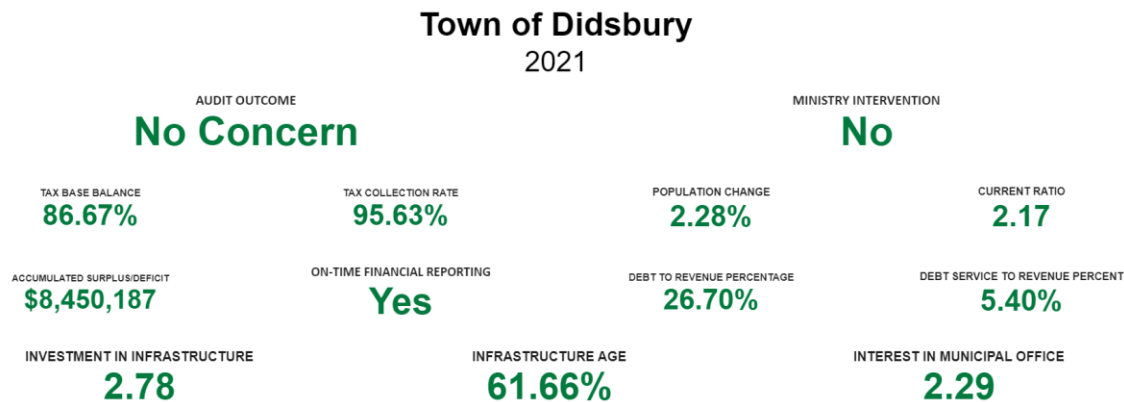 Town of Didsbury
2021
AUDIT OUTCOME
No Concern
MINISTRY INTERVENTION
No
TAX BASE BALANCE
86.67%
TAX COLLECTION RATE
95.63%
POPULATION CHANGE
2.28%
CURRENT RATIO
2.17
ACCUMULATED SURPLUS/DEFICIT
$8,450,187
ON-TIME FINANCIAL REPORTING
Yes
DEBT TO REVENUE PERCENTAGE
26.70%
DEBT SERVICE TO REVENUE PERCENT
5.40%
INVESTMENT IN INFRASTRUCTURE
2.78
INFRASTRUCTURE AGE
61.66%
INTEREST IN MUNICIPAL OFFICE
2.29